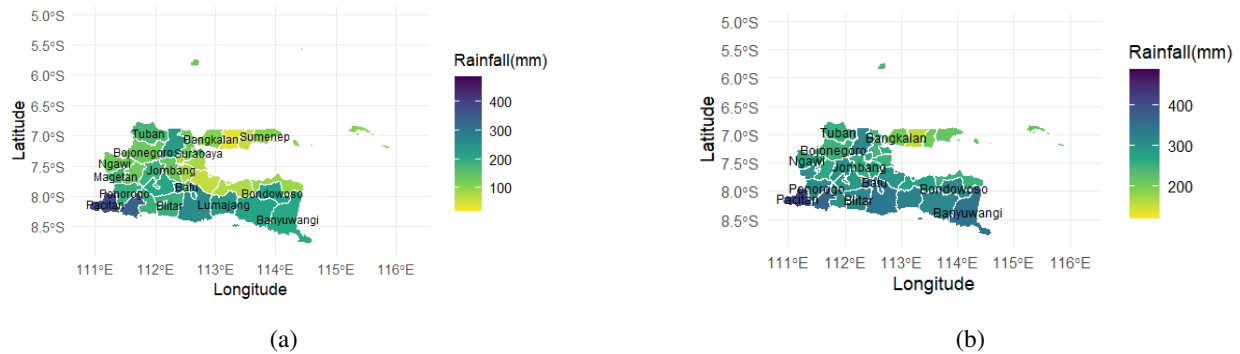 5.0°S
5.5°S
6.0°S
6.5°S
7.0°S
7.5°S
8.0°S
8.5°S
Latitude
Tuban
Bangkalan
Sumenep
Bojonegoro
Surabaya
Ngawi
Magetan
Jombang
Ponorogo
Batu
Bondowoso
Pacitan
Blitar
Lumajang
Banyuwangi
111°E 112°E 113°E 114°E 115°E 116°E
Longitude
Rainfall(mm)
400
300
200
100
(a)
5.0°S
5.5°S
6.0°S
6.5°S
7.0°S
7.5°S
8.0°S
8.5°S
Latitude
Tuban
Bangkalan
Bojonegoro
Ngawi
Jombang
Ponorogo
Batu
Bondowoso
Pacitan
Blitar
Banyuwangi
111°E 112°E 113°E 114°E 115°E 116°E
Longitude
Rainfall(mm)
400
300
200
(b)